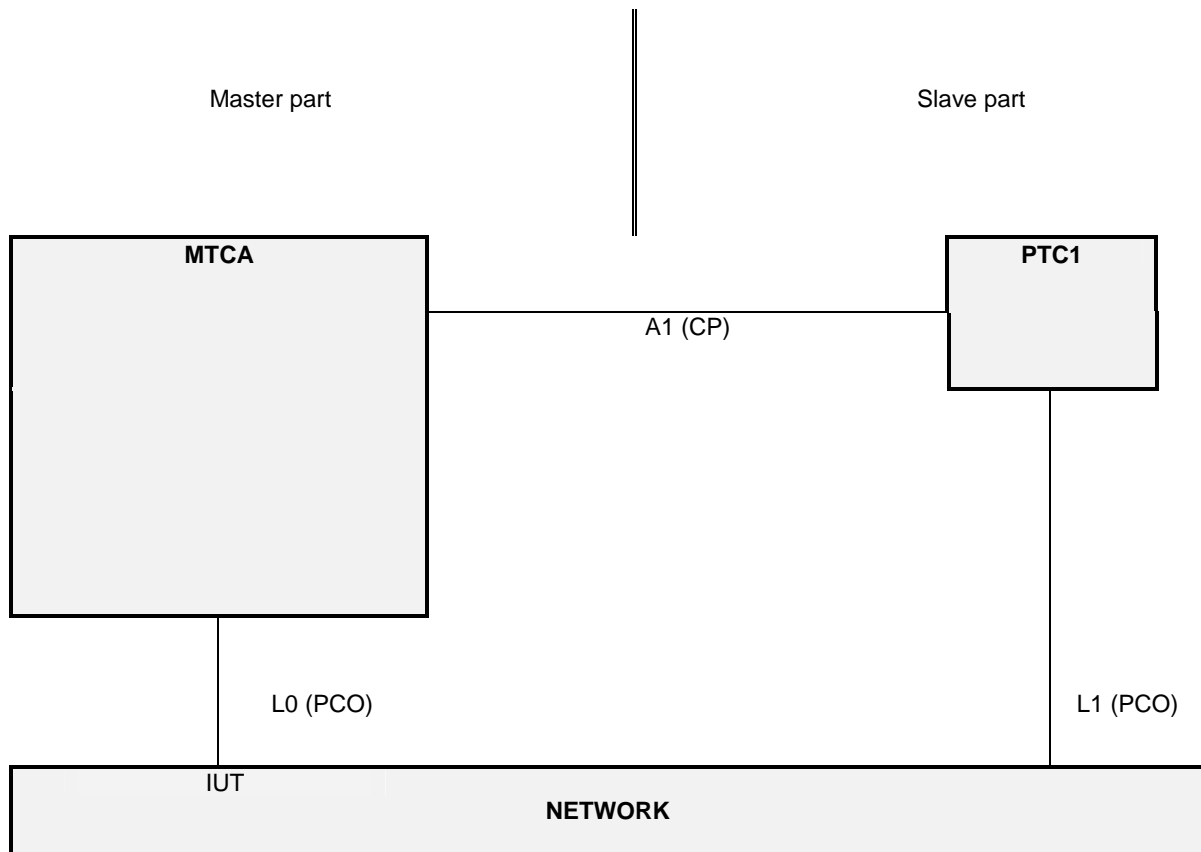 Master part
Slave part
MTCA
PTC1
A1 (CP)
L0 (PCO)
L1 (PCO)
IUT
NETWORK